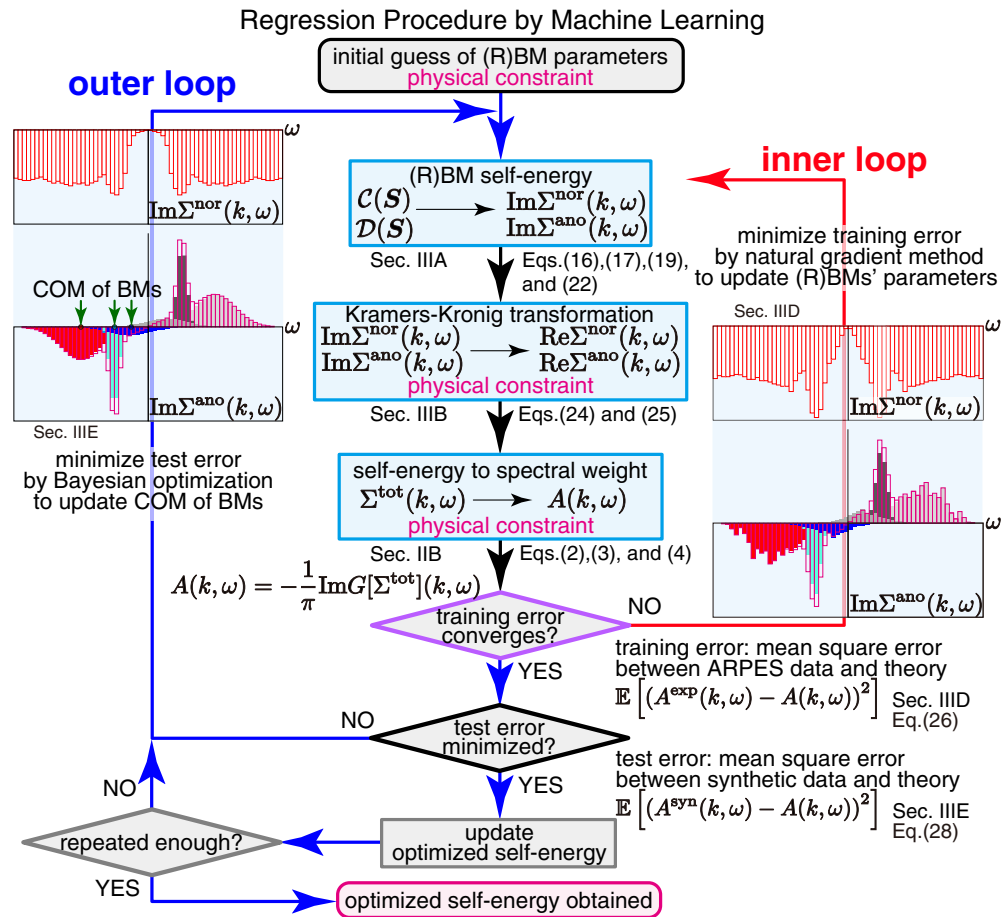 Regression Procedure by Machine Learning
initial guess of (R)BM parameters
physical constraint
outer loop
inner loop
ω
ImΣ^nor(k, ω)
COM of BMs
ω
ImΣ^ano(k, ω)
Sec. IIIE
minimize test error
by Bayesian optimization
to update COM of BMs
(R)BM self-energy
𝒞(S) → ImΣ^nor(k, ω)
𝒟(S) ImΣ^ano(k, ω)
Sec. IIIA
Eqs.(16),(17),(19),
and (22)
Kramers-Kronig transformation
ImΣ^nor(k, ω) → ReΣ^nor(k, ω)
ImΣ^ano(k, ω) ReΣ^ano(k, ω)
physical constraint
Sec. IIIB
Eqs.(24) and (25)
self-energy to spectral weight
Σ^tot(k, ω) → A(k, ω)
physical constraint
Sec. IIB
Eqs.(2),(3), and (4)
A(k, ω) = −1/π ImG[Σ^tot](k, ω)
minimize training error
by natural gradient method
to update (R)BMs' parameters
Sec. IIID
ImΣ^nor(k, ω)
ω
ImΣ^ano(k, ω)
training error
converges?
NO
YES
training error: mean square error
between ARPES data and theory
𝔼[(A^exp(k, ω) − A(k, ω))^2] Sec. IIID
Eq.(26)
test error
minimized?
NO
YES
test error: mean square error
between synthetic data and theory
𝔼[(A^syn(k, ω) − A(k, ω))^2] Sec. IIIE
Eq.(28)
update
optimized self-energy
repeated enough?
NO
YES
optimized self-energy obtained